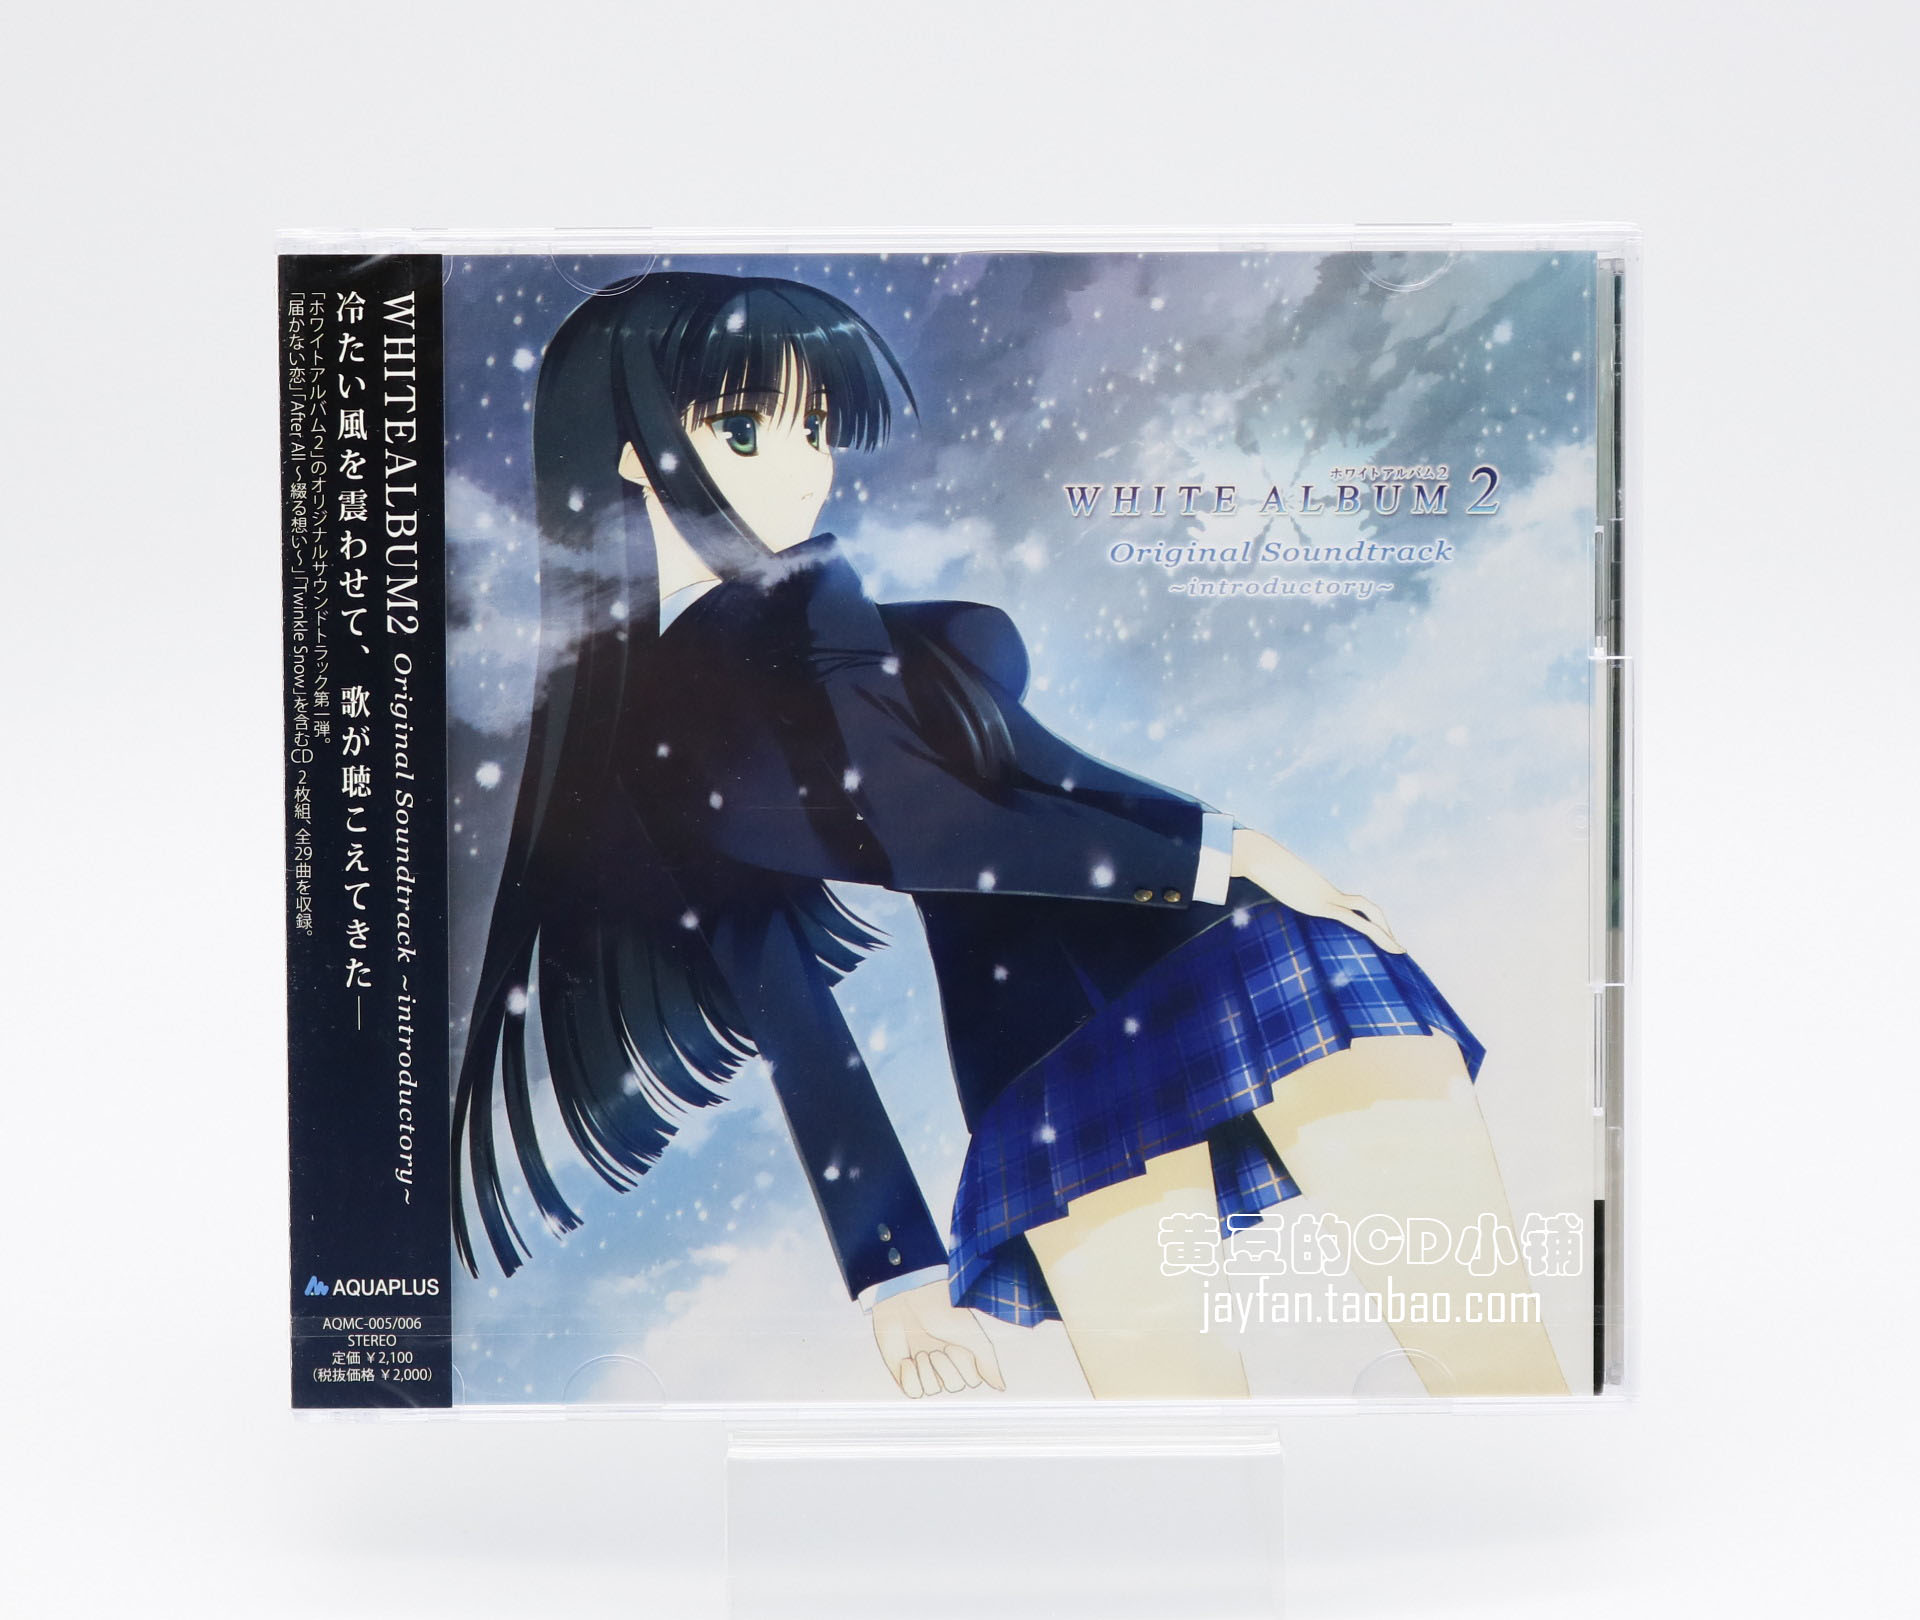 WHITE ALBUM2 Original Soundtrack ~introductory~
冷たい風を震わせて、歌が聴こえてきた――
「ホワイトアルバム2」のオリジナルサウンドトラック第一弾。
「届かない恋」「After All～綴る想い～」「Twinkle Snow」を含むCD 2枚組、全29曲を収録。
AQUAPLUS
AQMC-005/006
STEREO
定価 ￥2,100
(税抜価格 ￥2,000)
ホワイトアルバム2
WHITE ALBUM 2
Original Soundtrack
~introductory~
黄豆的CD小铺
jayfan.taobao.com